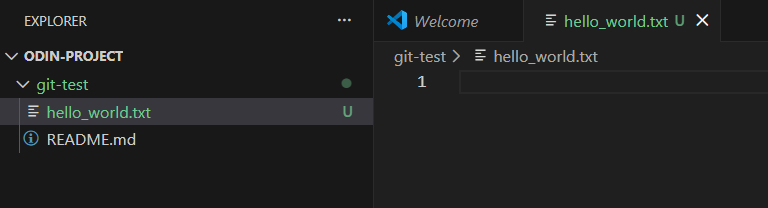 EXPLORER
ODIN-PROJECT
git-test
hello_world.txt U
README.md
Welcome
hello_world.txt U
git-test > hello_world.txt
1